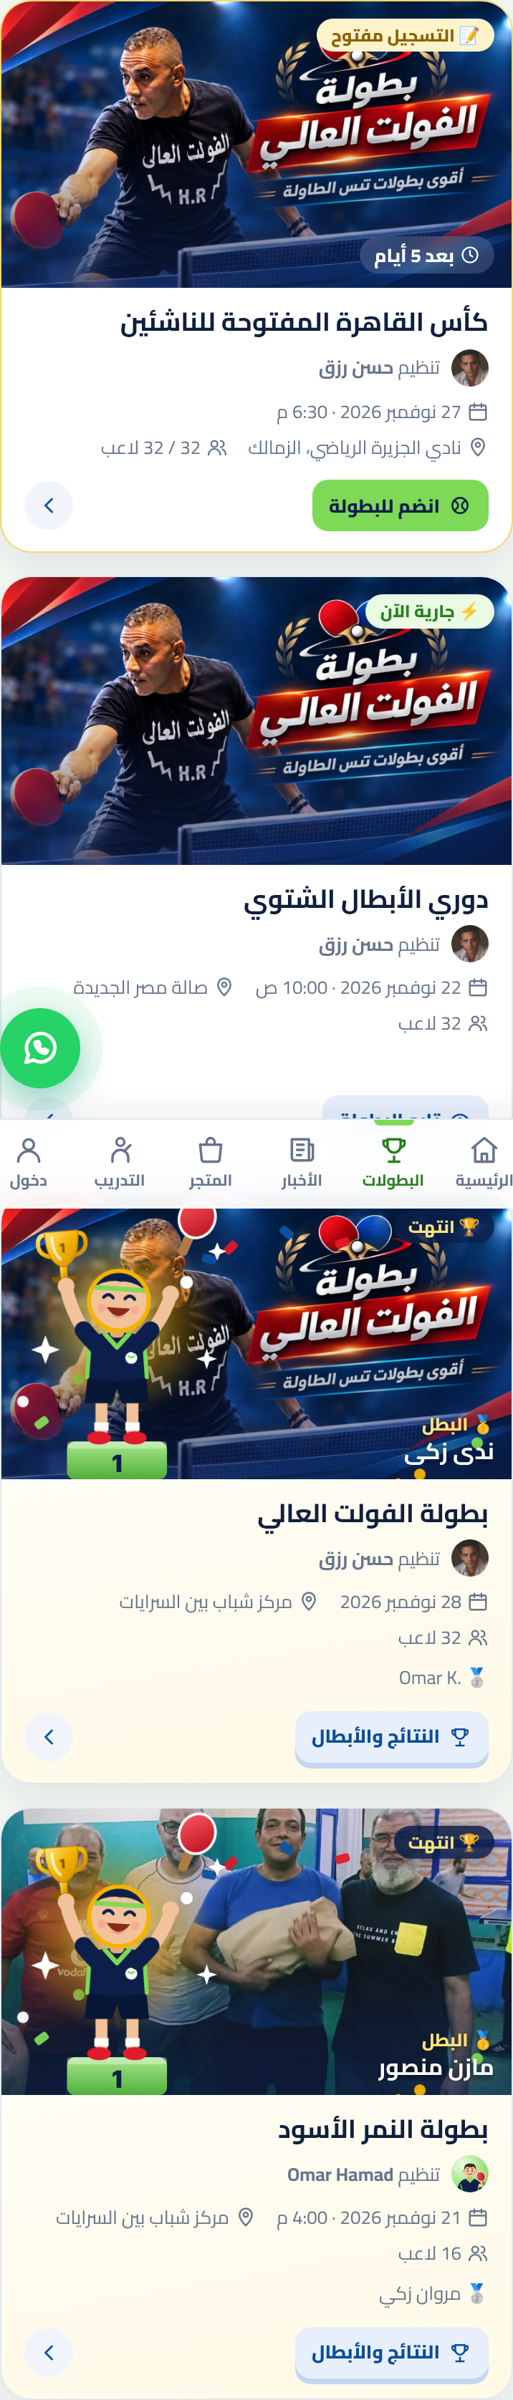 📝 التسجيل مفتوح
بطولة
الفولت العالي
أقوى بطولات تنس الطاولة
الفولت العالى
H.R
بعد 5 أيام
كأس القاهرة المفتوحة للناشئين
تنظيم حسن رزق
27 نوفمبر 2026 · 6:30 م
نادي الجزيرة الرياضي، الزمالك
32 / 32 لاعب
انضم للبطولة
⚡ جارية الآن
بطولة
الفولت العالي
أقوى بطولات تنس الطاولة
الفولت العالى
H.R
دوري الأبطال الشتوي
تنظيم حسن رزق
22 نوفمبر 2026 · 10:00 ص
صالة مصر الجديدة
32 لاعب
الرئيسية
البطولات
الأخبار
المتجر
التدريب
دخول
🏆 انتهت
بطولة
الفولت العالي
أقوى بطولات تنس الطاولة
H.R
1
1
🥇 البطل
ندى زكي
بطولة الفولت العالي
تنظيم حسن رزق
28 نوفمبر 2026
مركز شباب بين السرايات
32 لاعب
🥈 Omar K.
النتائج والأبطال
🏆 انتهت
1
1
🥇 البطل
مازن منصور
بطولة النمر الأسود
تنظيم Omar Hamad
21 نوفمبر 2026 · 4:00 م
مركز شباب بين السرايات
16 لاعب
🥈 مروان زكي
النتائج والأبطال